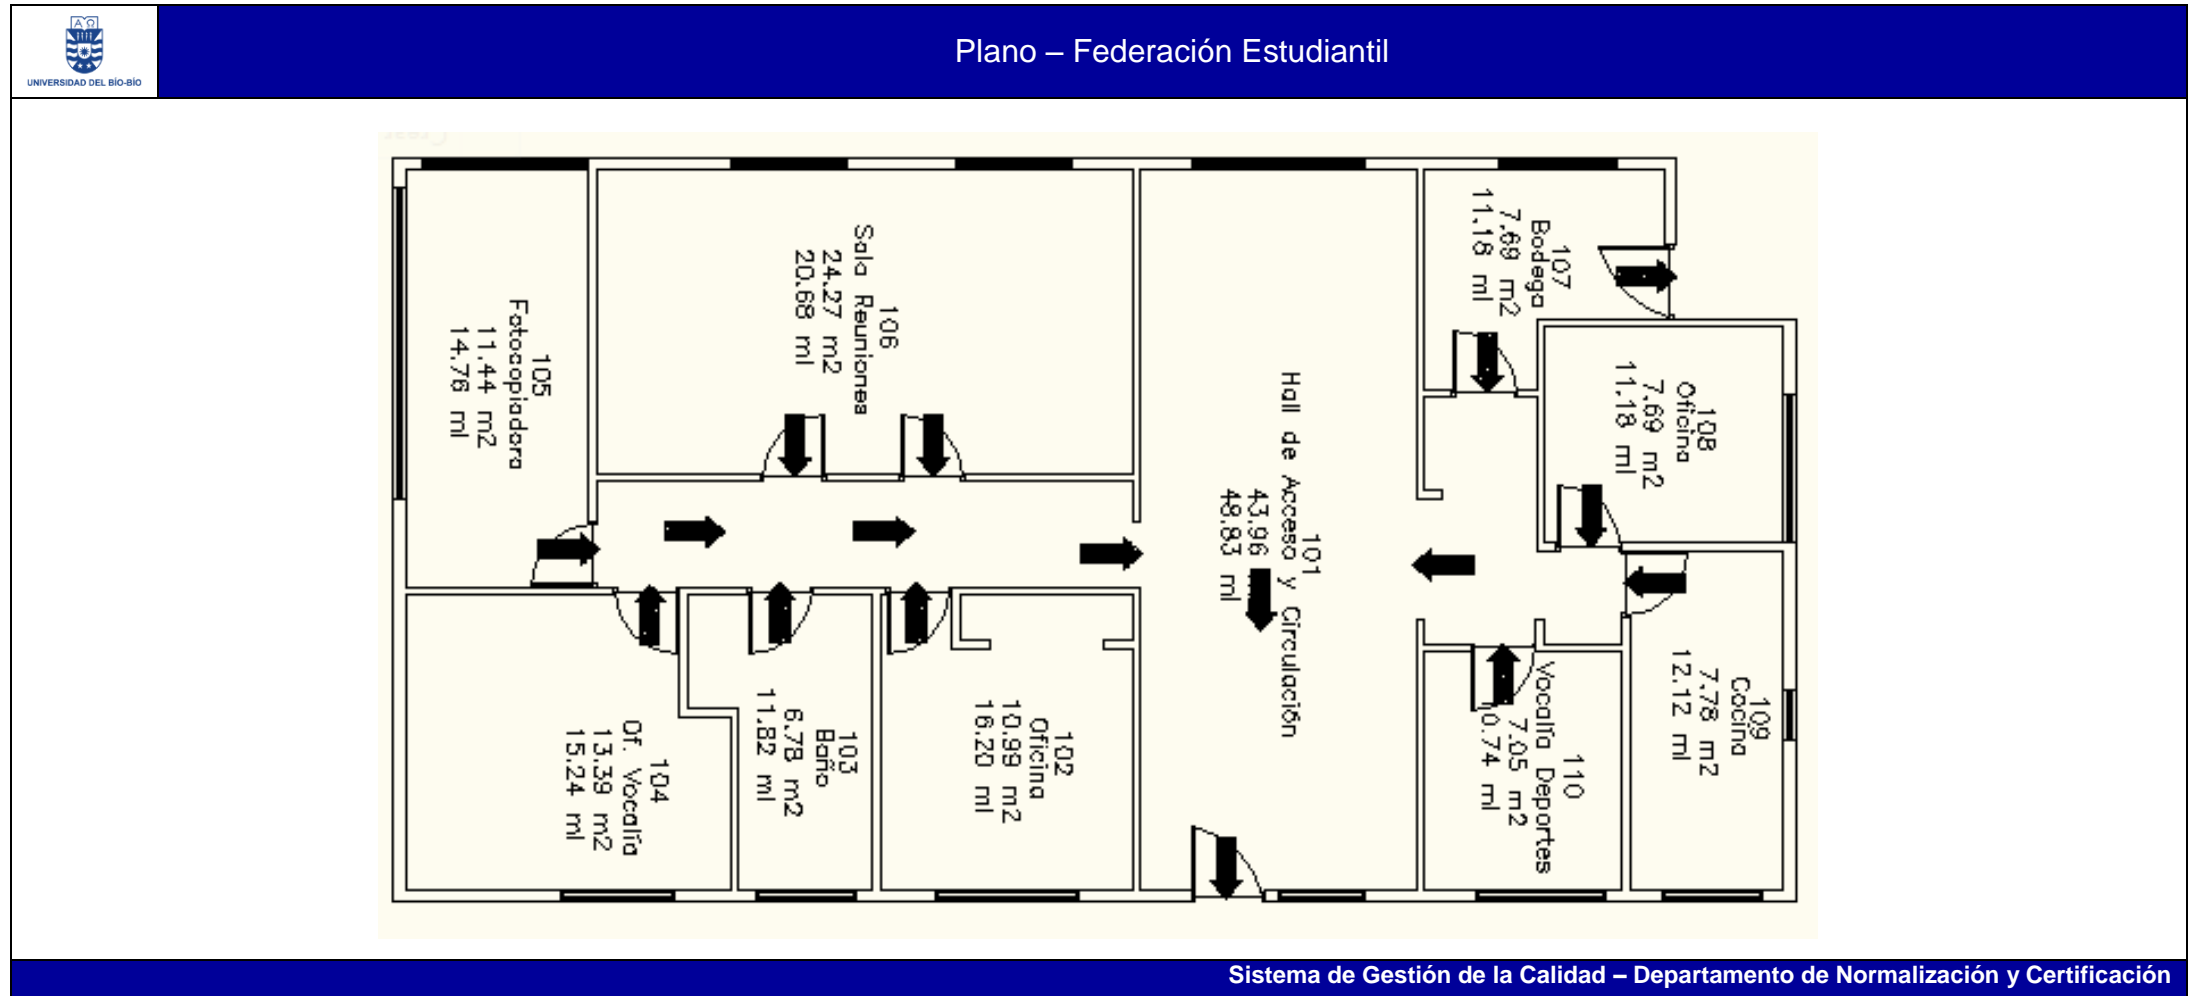 UNIVERSIDAD DEL BÍO-BÍO
Plano – Federación Estudiantil
105
Fotocopiadora
11.44 m2
14.76 ml
106
Sala Reuniones
24.27 m2
20.68 ml
101
Hall de Acceso y Circulación
43.96
48.83 ml
107
Bodega
7.69 m2
11.18 ml
108
Oficina
7.69 m2
11.18 ml
109
Cocina
7.78 m2
12.12 ml
110
Vocalía Deportes
7.05 m2
0.74 ml
102
Oficina
10.99 m2
16.20 ml
103
Baño
6.78 m2
11.82 ml
104
Of. Vocalía
13.39 m2
15.24 ml
Sistema de Gestión de la Calidad – Departamento de Normalización y Certificación